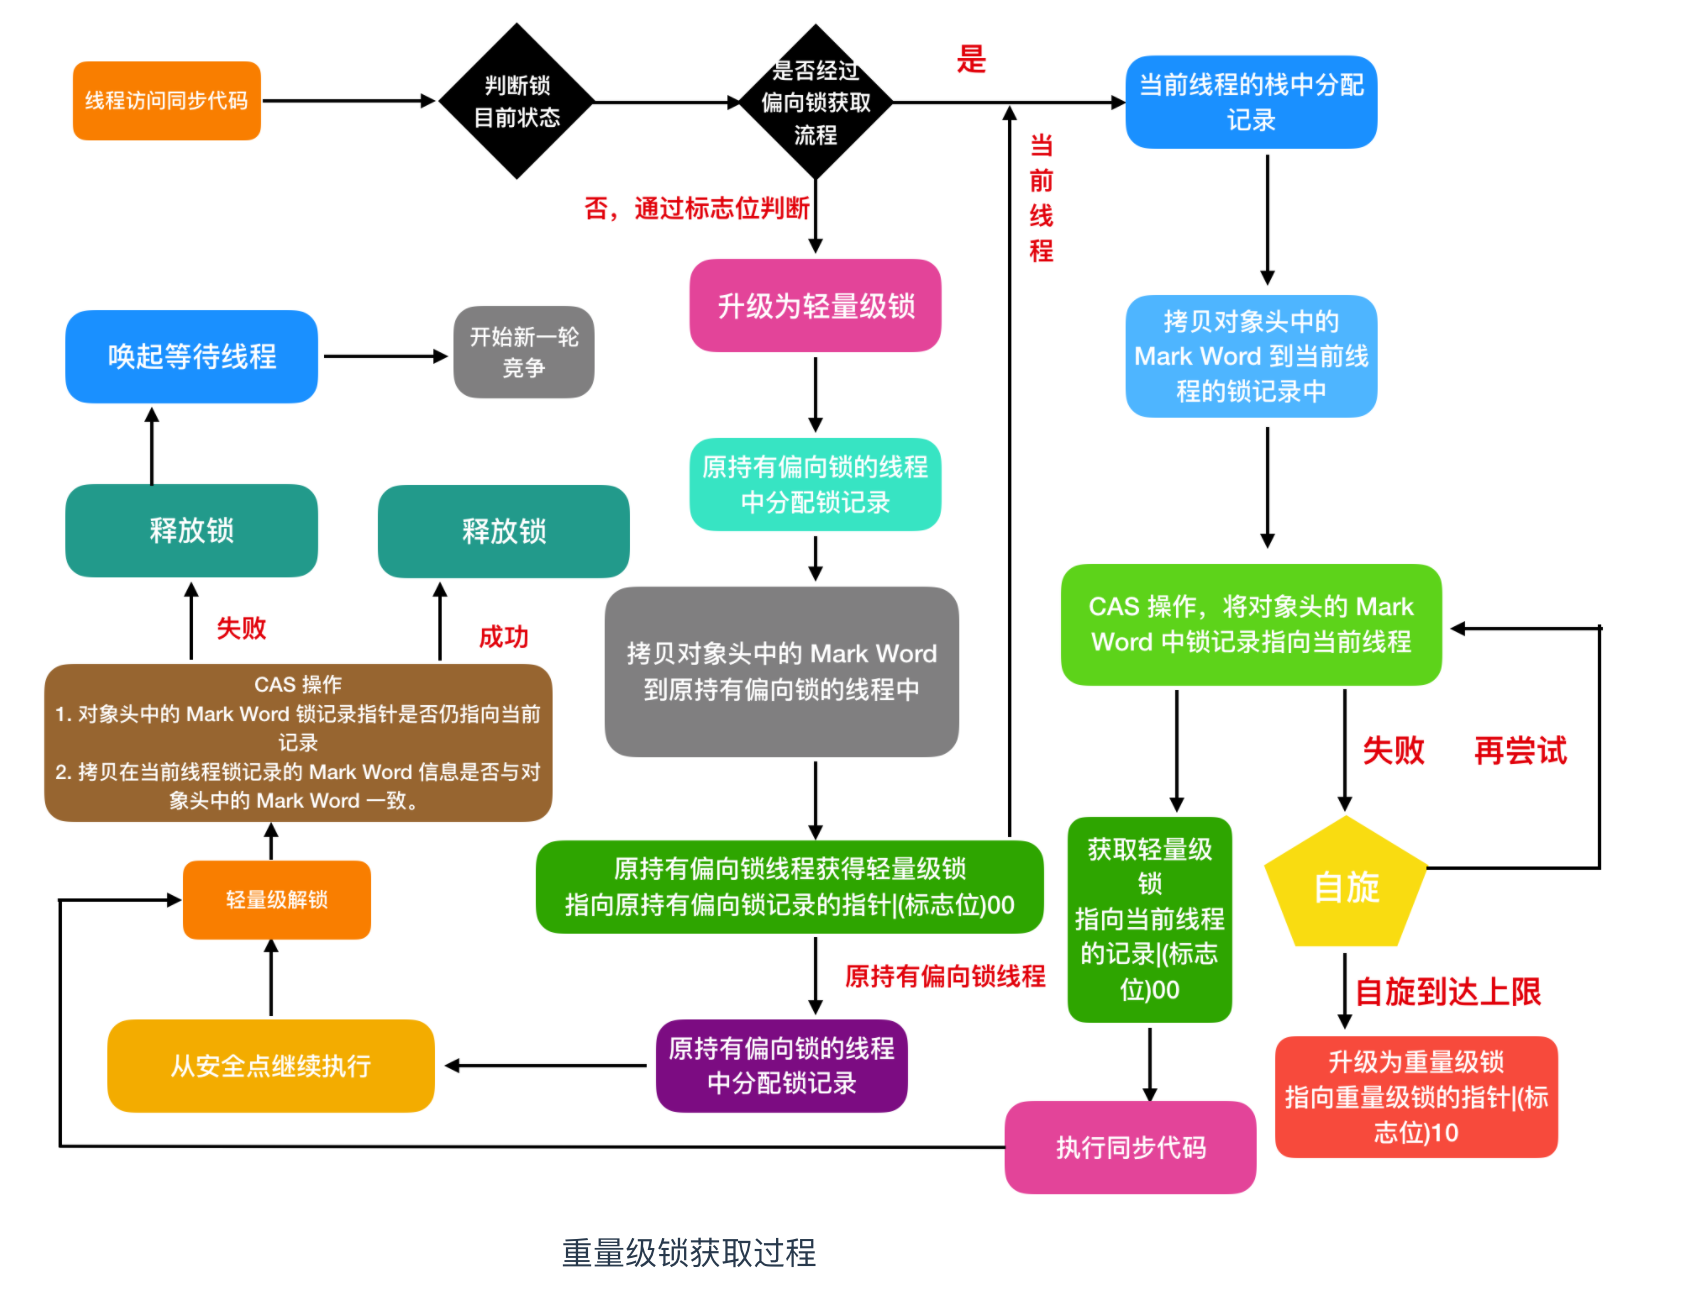 线程访问同步代码
判断锁
目前状态
是否经过
偏向锁获取
流程
是
当前线程的栈中分配
记录
当
前
线
程
否，通过标志位判断
升级为轻量级锁
拷贝对象头中的
Mark Word 到当前线
程的锁记录中
唤起等待线程
开始新一轮
竞争
原持有偏向锁的线程
中分配锁记录
释放锁
释放锁
CAS 操作，将对象头的 Mark
Word 中锁记录指向当前线程
失败
成功
拷贝对象头中的 Mark Word
到原持有偏向锁的线程中
CAS 操作
1. 对象头中的 Mark Word 锁记录指针是否仍指向当前
记录
2. 拷贝在当前线程锁记录的 Mark Word 信息是否与对
象头中的 Mark Word 一致。
失败
再尝试
原持有偏向锁线程获得轻量级锁
指向原持有偏向锁记录的指针|(标志位)00
获取轻量级
锁
指向当前线程
的记录|(标志
位)00
自旋
轻量级解锁
原持有偏向锁线程
自旋到达上限
从安全点继续执行
原持有偏向锁的线程
中分配锁记录
升级为重量级锁
指向重量级锁的指针|(标
志位)10
执行同步代码
重量级锁获取过程